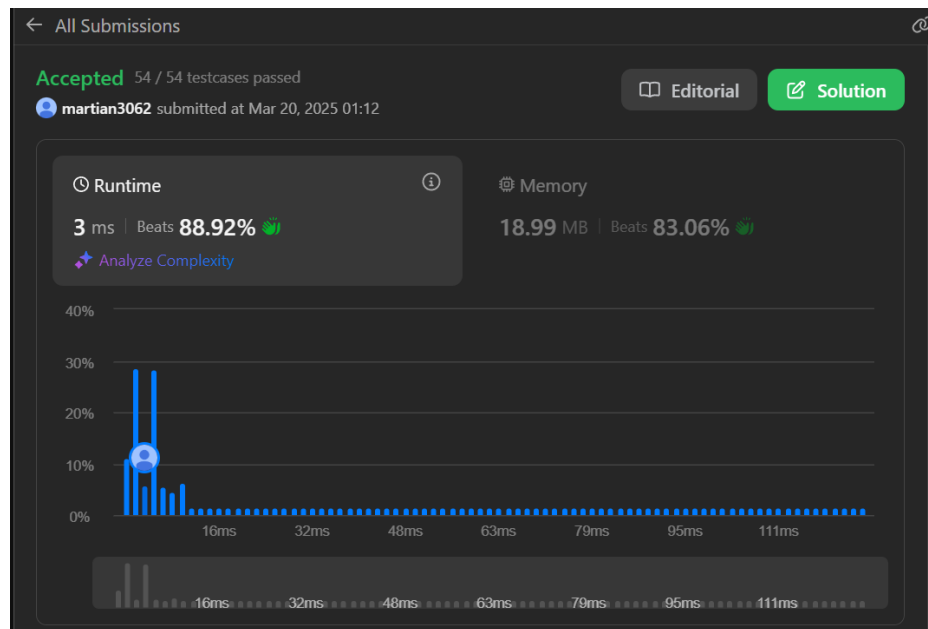 All Submissions
Accepted 54 / 54 testcases passed
martian3062 submitted at Mar 20, 2025 01:12
Editorial
Solution
Runtime
3 ms | Beats 88.92%
Analyze Complexity
Memory
18.99 MB | Beats 83.06%
40%
30%
20%
10%
0%
16ms 32ms 48ms 63ms 79ms 95ms 111ms
16ms 32ms 48ms 63ms 79ms 95ms 111ms